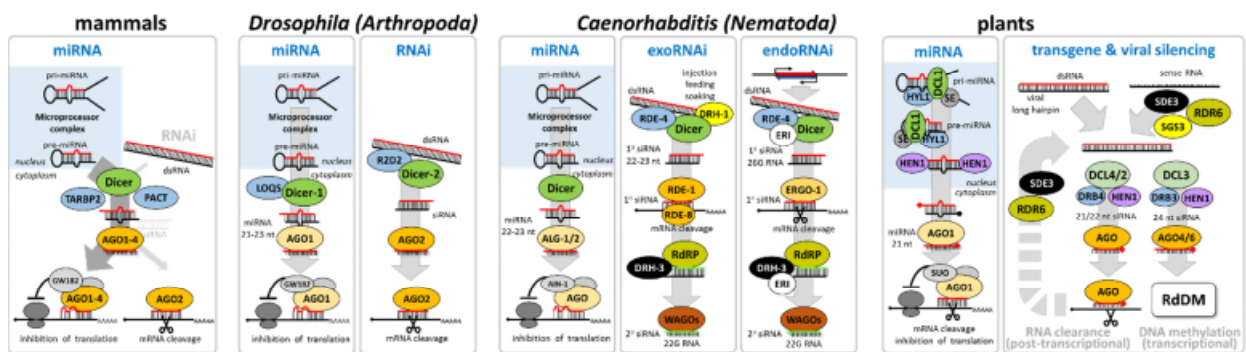 mammals
miRNA
pri-miRNA
Microprocessor
complex
pre-miRNA
nucleus
cytoplasm
RNAi
dsRNA
Dicer
TARBP2
PACT
AGO1-4
GW182
AGO1-4
AGO2
AAAAA
AAAAA
inhibition of translation
mRNA cleavage
Drosophila (Arthropoda)
miRNA
pri-miRNA
Microprocessor
complex
pre-miRNA
nucleus
cytoplasm
LOQS
Dicer-1
miRNA
21-23 nt
AGO1
GW182
AGO1
AAAAA
inhibition of translation
RNAi
dsRNA
R2D2
Dicer-2
siRNA
AGO2
AGO2
AAAAA
mRNA cleavage
Caenorhabditis (Nematoda)
miRNA
pri-miRNA
Microprocessor
complex
pre-miRNA
nucleus
cytoplasm
Dicer
miRNA
22-23 nt
ALG-1/2
AIN-1
AGO
AAAAA
inhibition of translation
exoRNAi
injection
feeding
soaking
dsRNA
DRH-1
RDE-4
Dicer
1° siRNA
22-23 nt
RDE-1
1° siRNA
RDE-8
AAAAA
mRNA cleavage
RdRP
DRH-3
WAGOs
2° siRNA
22G RNA
endoRNAi
dsRNA
RDE-4
Dicer
ERI
1° siRNA
26G RNA
ERGO-1
1° siRNA
AAAAA
mRNA cleavage
RdRP
DRH-3
ERI
WAGOs
2° siRNA
22G RNA
plants
miRNA
DCL1
pri-miRNA
HYL1
SE
DCL1
pre-miRNA
SE
HYL1
HEN1
HEN1
nucleus
cytoplasm
miRNA
21 nt
AGO1
SUO
AGO1
AAAAA
mRNA cleavage
inhibition of translation
transgene & viral silencing
dsRNA
sense RNA
viral
long hairpin
SDE3
RDR6
SGS3
SDE3
RDR6
DCL4/2
DRB4
HEN1
21/22 nt siRNA
DCL3
DRB3
HEN1
24 nt siRNA
AGO
AGO4/6
AGO
RdDM
RNA clearance
(post-transcriptional)
DNA methylation
(transcriptional)